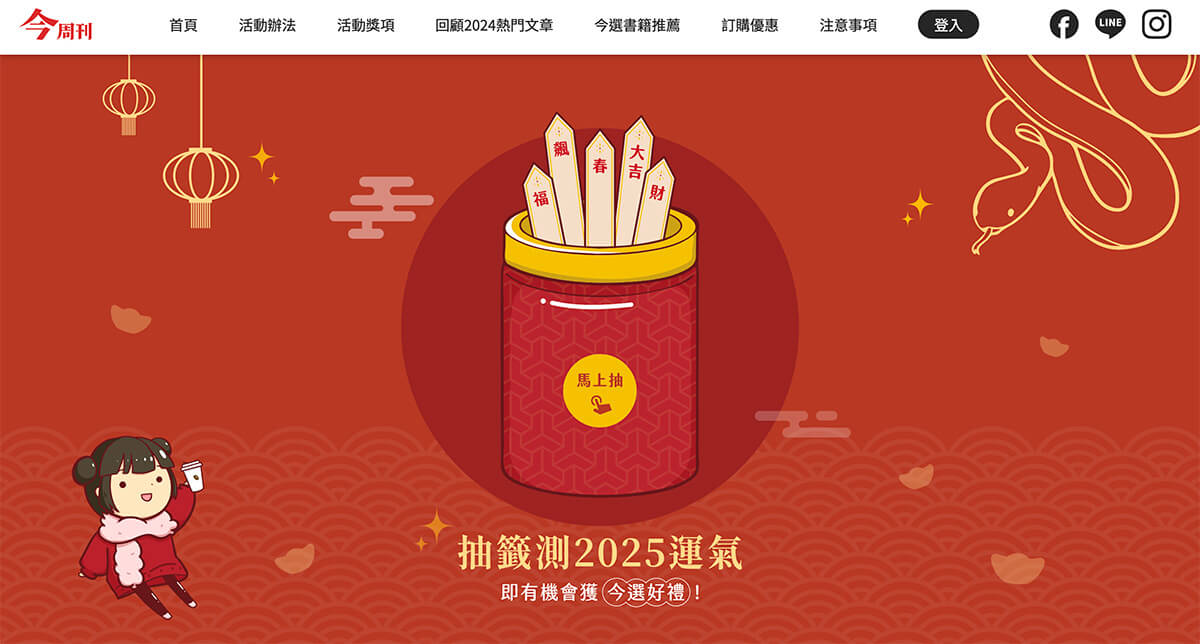 今周刊
首頁 活動辦法 活動獎項 回顧2024熱門文章 今選書籍推薦 訂購優惠 注意事項 登入 LINE
福 飆 春 大吉 財
馬上抽
抽籤測2025運氣
即有機會獲 今選好禮！